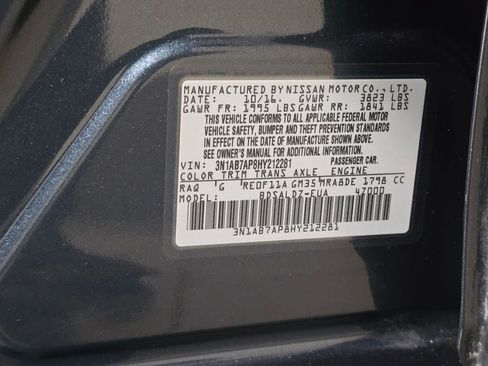 MANUFACTURED BY NISSAN MOTOR CO., LTD.
DATE: 10/16. GVWR: 3823 LBS
GAWR FR: 1995 LBS GAWR RR: 1841 LBS
THIS VEHICLE CONFORMS TO ALL APPLICABLE FEDERAL MOTOR
VEHICLE SAFETY, BUMPER AND THEFT PREVENTION STANDARDS
IN EFFECT ON THE DATE OF MANUFACTURE SHOWN ABOVE.
SEE OWNER'S MANUAL FOR ADDITIONAL INFORMATION.
VIN: 3N1AB7AP8HY212281 PASSENGER CAR.
COLOR TRIM TRANS AXLE ENGINE
RAQ G RE0F11A GM35 MRA8DE 1798 CC
MODEL: BDSALDZ-EUA 47000
3N1AB7AP8HY212281